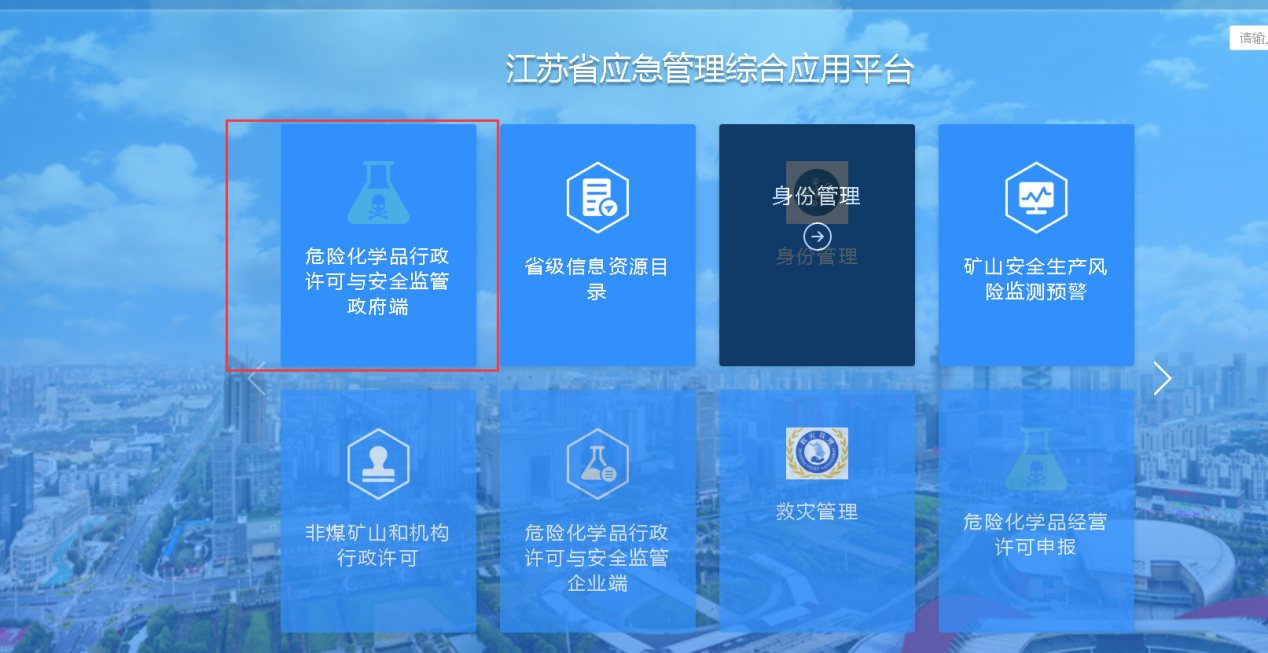 请输
江苏省应急管理综合应用平台
危险化学品行政
许可与安全监管
政府端
省级信息资源目
录
身份管理
身份管理
矿山安全生产风
险监测预警
非煤矿山和机构
行政许可
危险化学品行政
许可与安全监管
企业端
救灾管理
危险化学品经营
许可申报